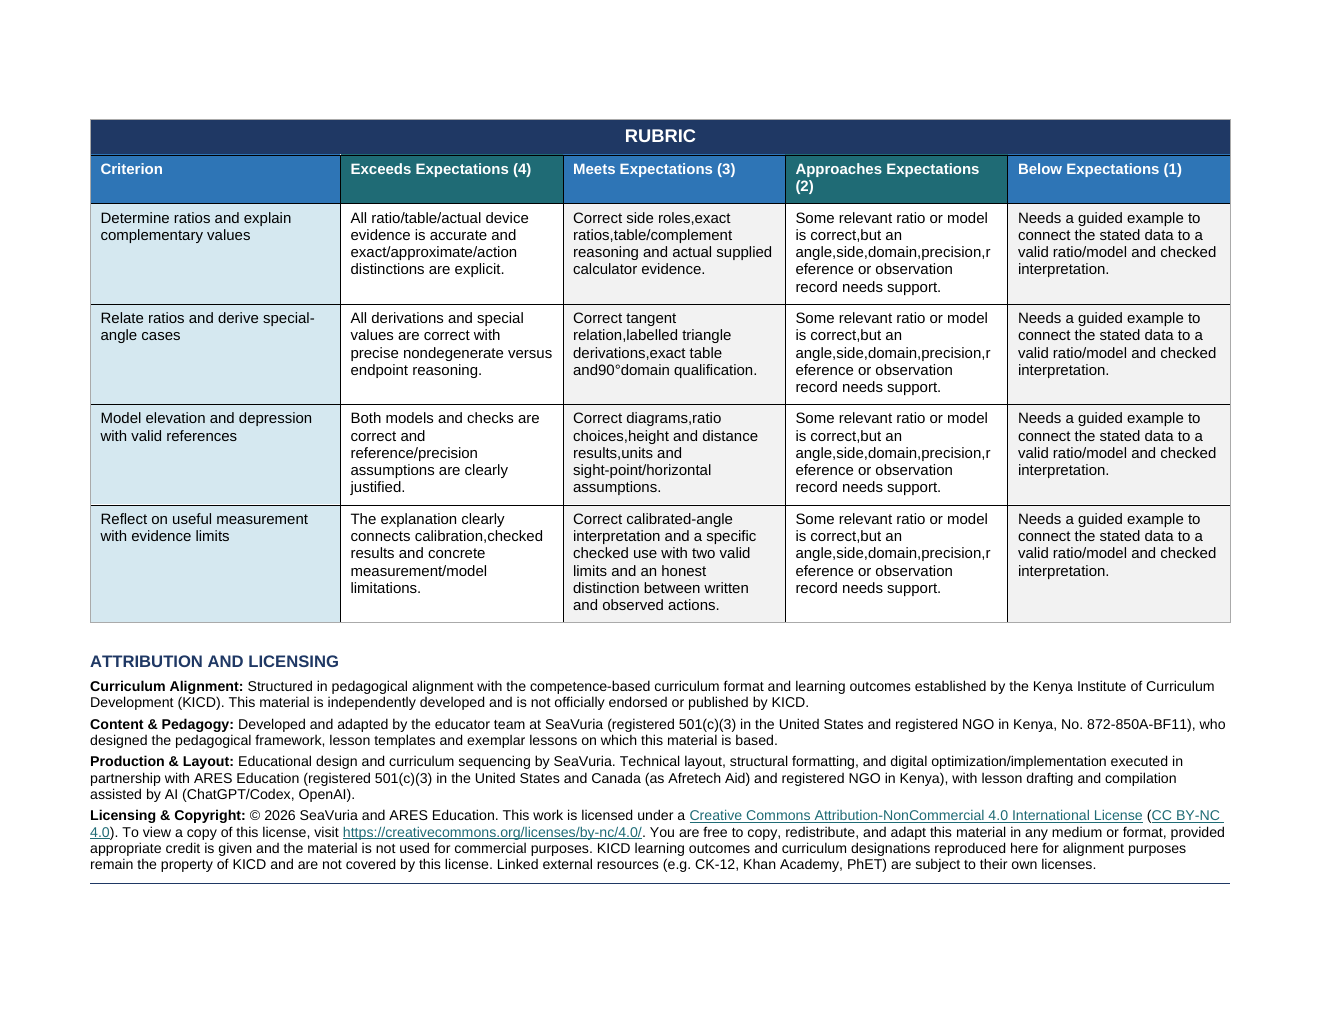 RUBRIC
Criterion
Exceeds Expectations (4)
Meets Expectations (3)
Approaches Expectations
(2)
Below Expectations (1)
Determine ratios and explain
complementary values
All ratio/table/actual device
evidence is accurate and
exact/approximate/action
distinctions are explicit.
Correct side roles,exact
ratios,table/complement
reasoning and actual supplied
calculator evidence.
Some relevant ratio or model
is correct,but an
angle,side,domain,precision,r
eference or observation
record needs support.
Needs a guided example to
connect the stated data to a
valid ratio/model and checked
interpretation.
Relate ratios and derive special-
angle cases
All derivations and special
values are correct with
precise nondegenerate versus
endpoint reasoning.
Correct tangent
relation,labelled triangle
derivations,exact table
and90°domain qualification.
Some relevant ratio or model
is correct,but an
angle,side,domain,precision,r
eference or observation
record needs support.
Needs a guided example to
connect the stated data to a
valid ratio/model and checked
interpretation.
Model elevation and depression
with valid references
Both models and checks are
correct and
reference/precision
assumptions are clearly
justified.
Correct diagrams,ratio
choices,height and distance
results,units and
sight-point/horizontal
assumptions.
Some relevant ratio or model
is correct,but an
angle,side,domain,precision,r
eference or observation
record needs support.
Needs a guided example to
connect the stated data to a
valid ratio/model and checked
interpretation.
Reflect on useful measurement
with evidence limits
The explanation clearly
connects calibration,checked
results and concrete
measurement/model
limitations.
Correct calibrated-angle
interpretation and a specific
checked use with two valid
limits and an honest
distinction between written
and observed actions.
Some relevant ratio or model
is correct,but an
angle,side,domain,precision,r
eference or observation
record needs support.
Needs a guided example to
connect the stated data to a
valid ratio/model and checked
interpretation.
ATTRIBUTION AND LICENSING
Curriculum Alignment: Structured in pedagogical alignment with the competence-based curriculum format and learning outcomes established by the Kenya Institute of Curriculum
Development (KICD). This material is independently developed and is not officially endorsed or published by KICD.
Content & Pedagogy: Developed and adapted by the educator team at SeaVuria (registered 501(c)(3) in the United States and registered NGO in Kenya, No. 872-850A-BF11), who
designed the pedagogical framework, lesson templates and exemplar lessons on which this material is based.
Production & Layout: Educational design and curriculum sequencing by SeaVuria. Technical layout, structural formatting, and digital optimization/implementation executed in
partnership with ARES Education (registered 501(c)(3) in the United States and Canada (as Afretech Aid) and registered NGO in Kenya), with lesson drafting and compilation
assisted by AI (ChatGPT/Codex, OpenAI).
Licensing & Copyright: © 2026 SeaVuria and ARES Education. This work is licensed under a Creative Commons Attribution-NonCommercial 4.0 International License (CC BY-NC
4.0). To view a copy of this license, visit https://creativecommons.org/licenses/by-nc/4.0/. You are free to copy, redistribute, and adapt this material in any medium or format, provided
appropriate credit is given and the material is not used for commercial purposes. KICD learning outcomes and curriculum designations reproduced here for alignment purposes
remain the property of KICD and are not covered by this license. Linked external resources (e.g. CK-12, Khan Academy, PhET) are subject to their own licenses.